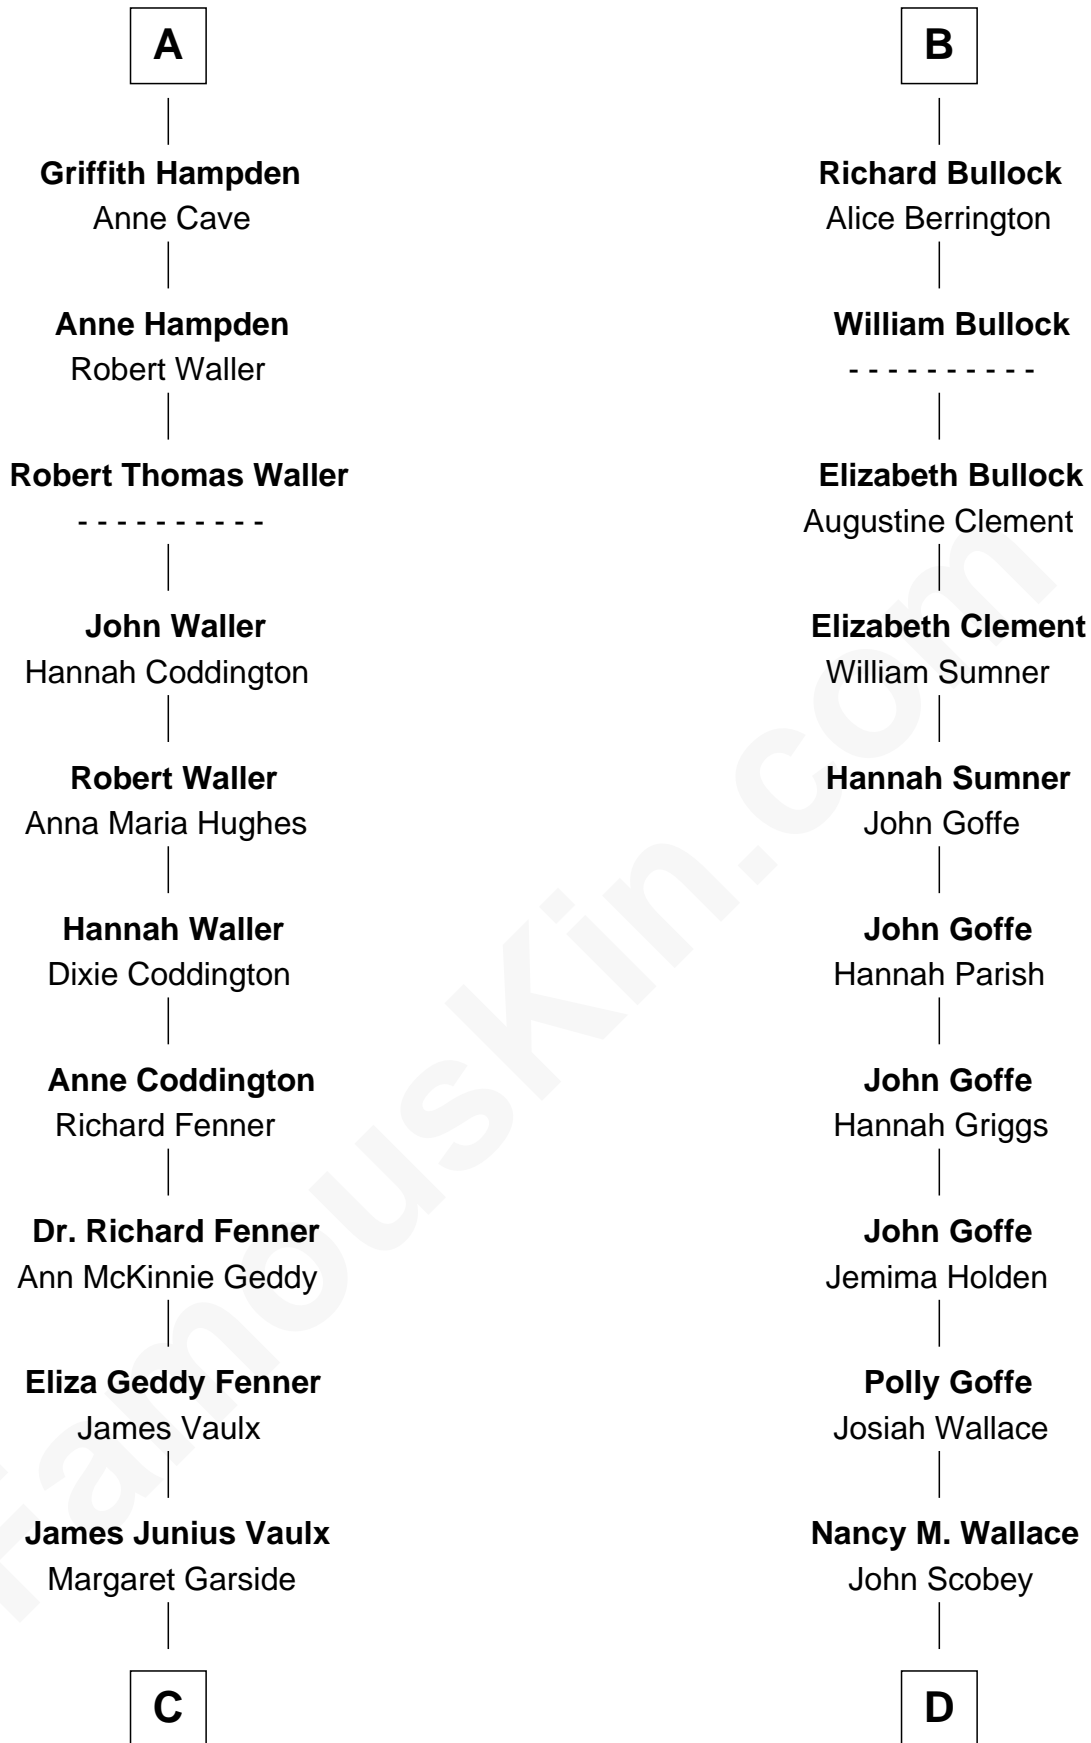 A
Griffith Hampden
Anne Cave
Anne Hampden
Robert Waller
Robert Thomas Waller
- - - - - - - - - -
John Waller
Hannah Coddington
Robert Waller
Anna Maria Hughes
Hannah Waller
Dixie Coddington
Anne Coddington
Richard Fenner
Dr. Richard Fenner
Ann McKinnie Geddy
Eliza Geddy Fenner
James Vaulx
James Junius Vaulx
Margaret Garside
C
B
Richard Bullock
Alice Berrington
William Bullock
- - - - - - - - - -
Elizabeth Bullock
Augustine Clement
Elizabeth Clement
William Sumner
Hannah Sumner
John Goffe
John Goffe
Hannah Parish
John Goffe
Hannah Griggs
John Goffe
Jemima Holden
Polly Goffe
Josiah Wallace
Nancy M. Wallace
John Scobey
D
FamousKin.com